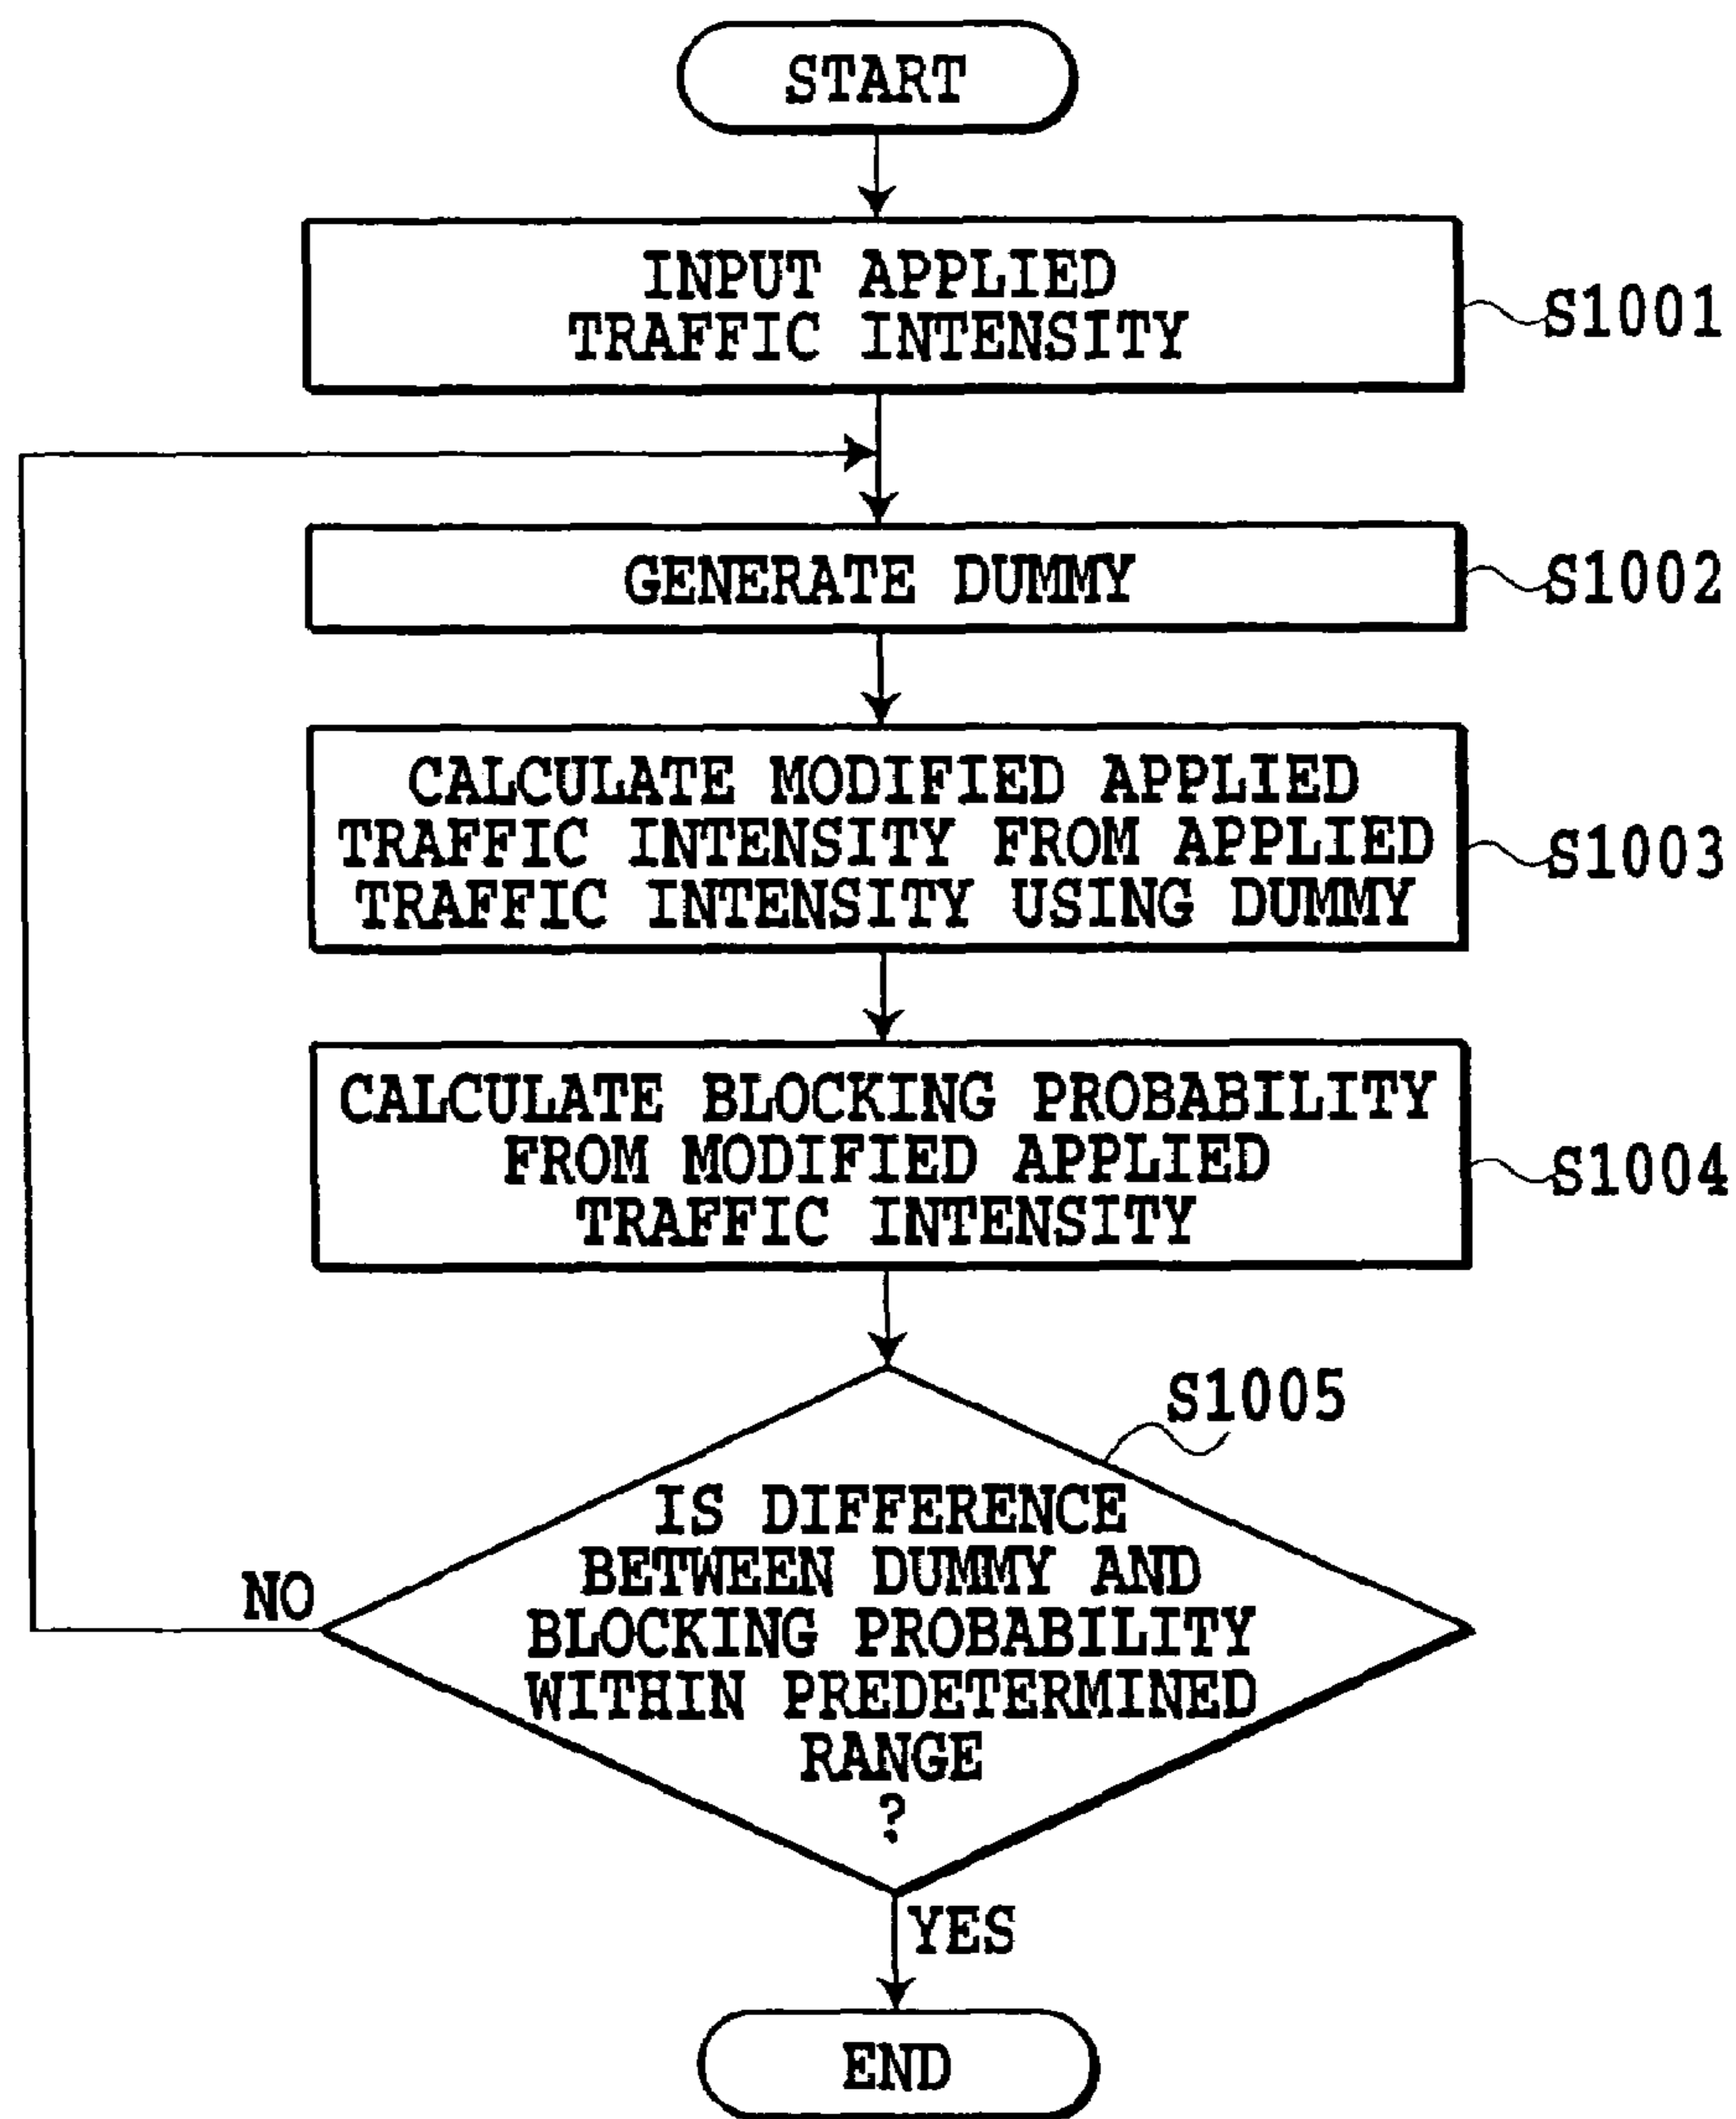 START
INPUT APPLIED
TRAFFIC INTENSITY
S1001
GENERATE DUMMY
S1002
CALCULATE MODIFIED APPLIED
TRAFFIC INTENSITY FROM APPLIED
TRAFFIC INTENSITY USING DUMMY
S1003
CALCULATE BLOCKING PROBABILITY
FROM MODIFIED APPLIED
TRAFFIC INTENSITY
S1004
S1005
IS DIFFERENCE
BETWEEN DUMMY AND
BLOCKING PROBABILITY
WITHIN PREDETERMINED
RANGE
?
NO
YES
END